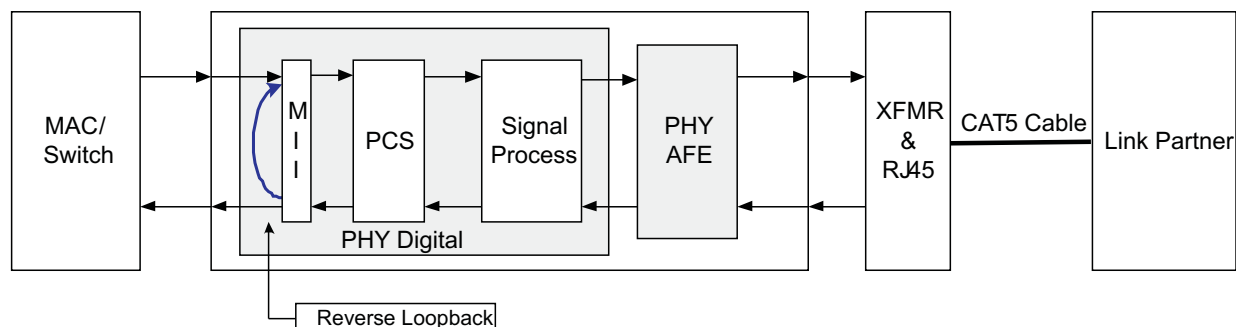 MAC/
Switch
M
I
I
PCS
Signal
Process
PHY
AFE
XFMR
&
RJ45
CAT5 Cable
Link Partner
PHY Digital
Reverse Loopback